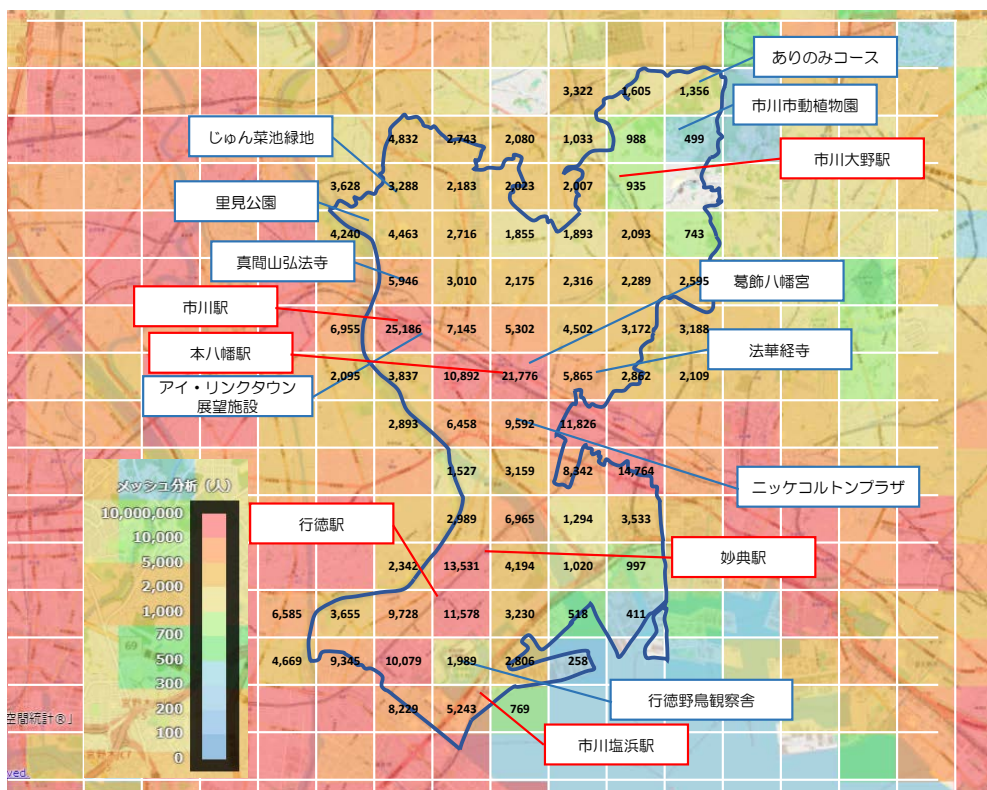 ありのみコース
3,322 1,605 1,356
市川市動植物園
じゅん菜池緑地
4,832 2,743 2,080 1,033 988 499
市川大野駅
3,628 3,288 2,183 2,023 2,007 935
里見公園
4,240 4,463 2,716 1,855 1,893 2,093 743
真間山弘法寺
5,946 3,010 2,175 2,316 2,289 2,595
葛飾八幡宮
市川駅
6,955 25,186 7,145 5,302 4,502 3,172 3,188
本八幡駅
法華経寺
2,095 3,837 10,892 21,776 5,865 2,862 2,109
アイ・リンクタウン
展望施設
2,893 6,458 9,592 11,826
1,527 3,159 8,342 14,764
ニッケコルトンプラザ
メッシュ分析（人）
10,000,000
10,000
5,000
2,000
1,000
700
500
300
200
100
0
行徳駅
2,989 6,965 1,294 3,533
妙典駅
2,342 13,531 4,194 1,020 997
6,585 3,655 9,728 11,578 3,230 518 411
4,669 9,345 10,079 1,989 2,806 258
行徳野鳥観察舎
8,229 5,243 769
空間統計®」
市川塩浜駅
ved